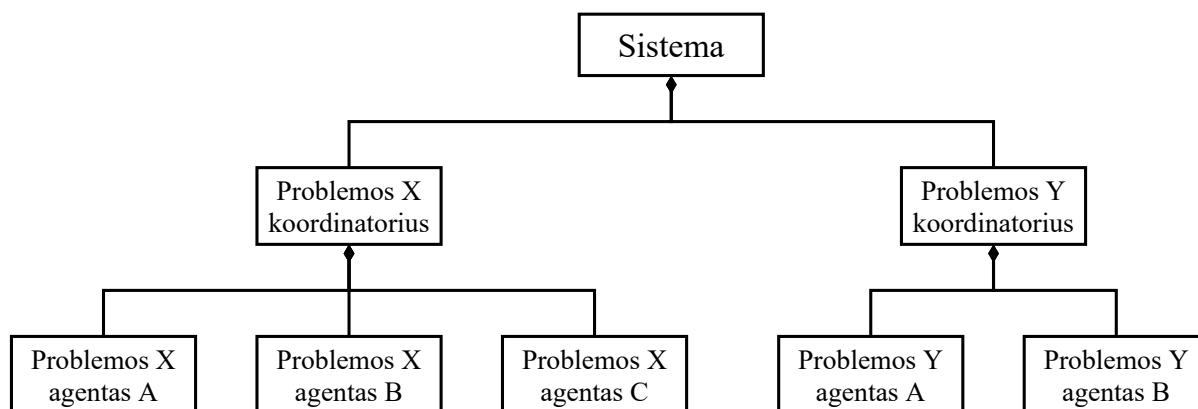 Sistema
Problemos X
koordinatorius
Problemos Y
koordinatorius
Problemos X
agentas A
Problemos X
agentas B
Problemos X
agentas C
Problemos Y
agentas A
Problemos Y
agentas B